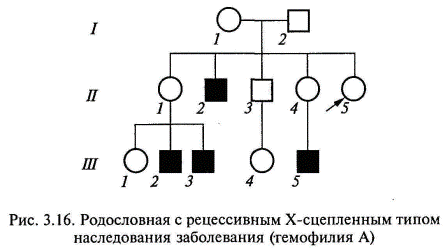 I
1 2
II
1 2 3 4 5
III
1 2 3 4 5
Рис. 3.16. Родословная с рецессивным X-сцепленным типом
наследования заболевания (гемофилия А)